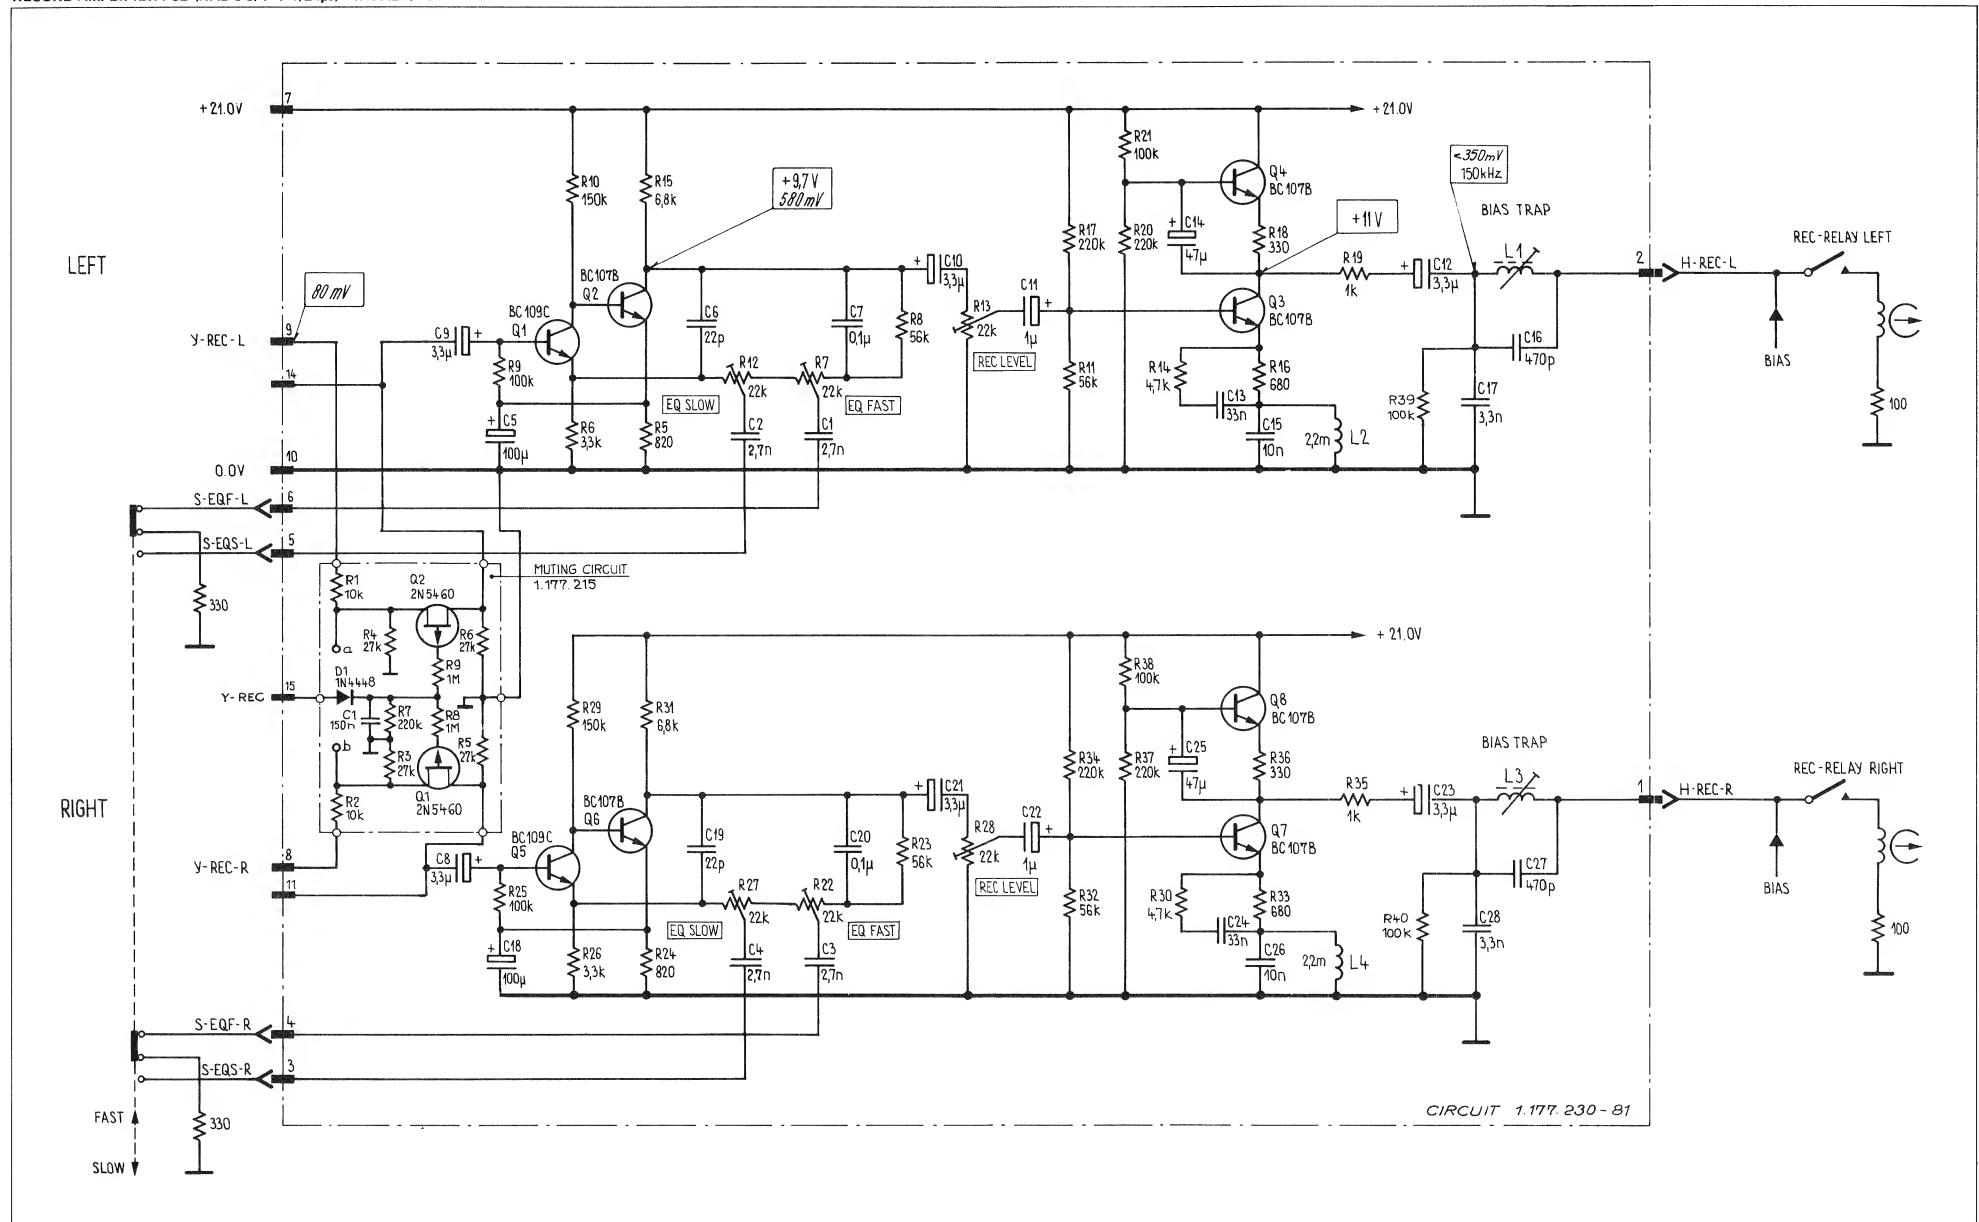 +21.0V
7
+21.0V
R10
150k
R15
6,8k
+9,7V
580mV
R21
100k
Q4
BC107B
<350mV
150kHz
BIAS TRAP
L1
+11V
R17
220k
R20
220k
+
C14
47µ
R18
330
R19
1k
+
C12
3,3µ
2
H-REC-L
REC-RELAY LEFT
LEFT
80mV
BC107B
Q2
BC109C
Q1
+
C10
3,3µ
C11
+
1µ
R13
22k
REC LEVEL
Q3
BC107B
Y-REC-L
9
14
C9
+
3,3µ
R9
100k
C6
22p
C7
0,1µ
R8
56k
R12
22k
R7
22k
EQ SLOW
EQ FAST
R11
56k
R14
4,7k
R16
680
C13
33n
C15
10n
2,2m
L2
R39
100k
C17
3,3n
C16
470p
BIAS
100
+
C5
100µ
R6
3,3k
R5
820
C2
2,7n
C1
2,7n
0.0V
10
S-EQF-L
6
S-EQS-L
5
330
MUTING CIRCUIT
1.177.215
R1
10k
Q2
2N5460
R4
27k
R6
27k
a
R9
1M
D1
1N4448
Y-REC
15
C1
150n
R7
220k
R8
1M
b
R3
27k
R5
27k
R2
10k
Q1
2N5460
RIGHT
+21.0V
R29
150k
R31
6,8k
R38
100k
Q8
BC107B
R34
220k
R37
220k
+
C25
47µ
R36
330
BIAS TRAP
L3
R35
1k
+
C23
3,3µ
1
H-REC-R
REC-RELAY RIGHT
BC107B
Q6
BC109C
Q5
+
C21
3,3µ
C22
+
1µ
R28
22k
REC LEVEL
Q7
BC107B
Y-REC-R
8
11
C8
+
3,3µ
R25
100k
C19
22p
C20
0,1µ
R23
56k
R27
22k
R22
22k
EQ SLOW
EQ FAST
R32
56k
R30
4,7k
R33
680
C24
33n
C26
10n
2,2m
L4
R40
100k
C28
3,3n
C27
470p
BIAS
100
+
C18
100µ
R26
3,3k
R24
820
C4
2,7n
C3
2,7n
S-EQF-R
4
S-EQS-R
3
FAST
SLOW
330
CIRCUIT 1.177.230-81